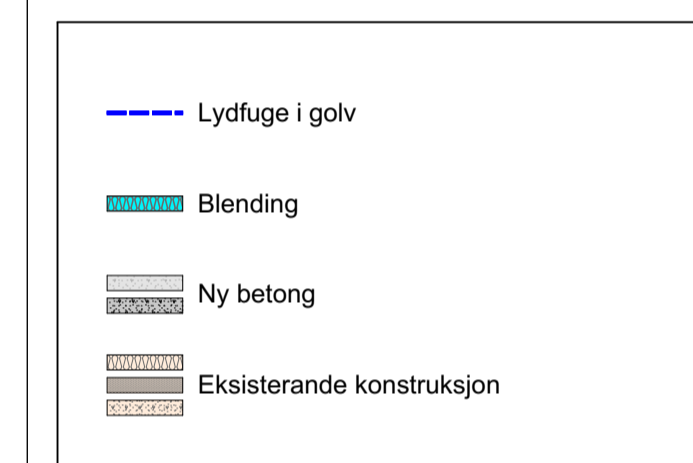 Lydfuge i golv
Blending
Ny betong
Eksisterande konstruksjon